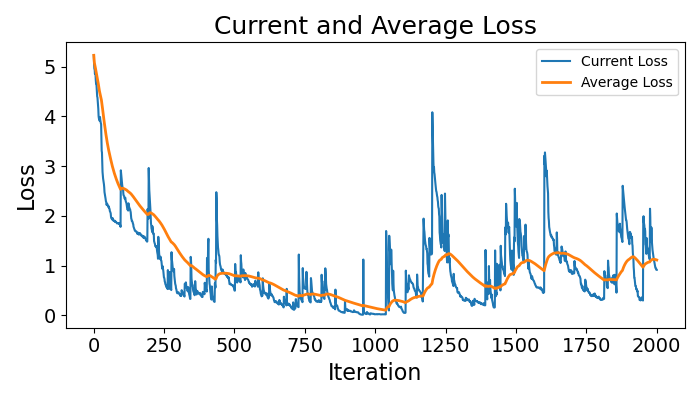 Current and Average Loss
Current Loss
Average Loss
5
4
3
2
1
0
Loss
0 250 500 750 1000 1250 1500 1750 2000
Iteration